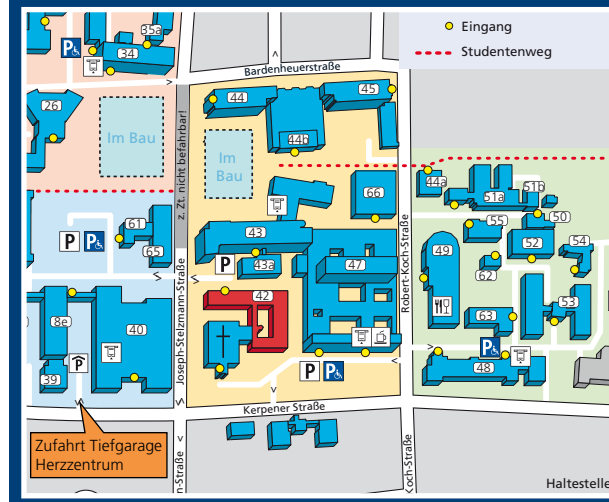 Eingang
Studentenweg
35a
34
P
Bardenheuerstraße
26
Im Bau
z. Zt. nicht befahrbar!
44
45
44b
Im
Bau
44a
51a
51b
50
66
61
65
P
P
43
43a
P
47
55
52
54
49
62
53
63
42
8e
40
39
P
Joseph-Stelzmann-Straße
Robert-Koch-Straße
P
P
P
48
Kerpener Straße
Zufahrt Tiefgarage
Herzzentrum
n-Straße
Koch-Straße
Haltestelle